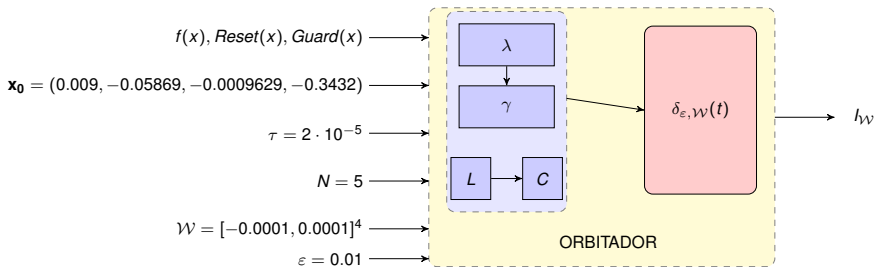 f(x), Reset(x), Guard(x)
x₀ = (0.009, −0.05869, −0.0009629, −0.3432)
τ = 2 · 10⁻⁵
N = 5
𝒲 = [−0.0001, 0.0001]⁴
ε = 0.01
λ
γ
L C
δ_{ε,𝒲}(t)
ORBITADOR
I_𝒲